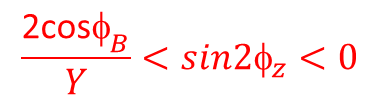 2cosϕ_B / Y < sin2ϕ_z < 0